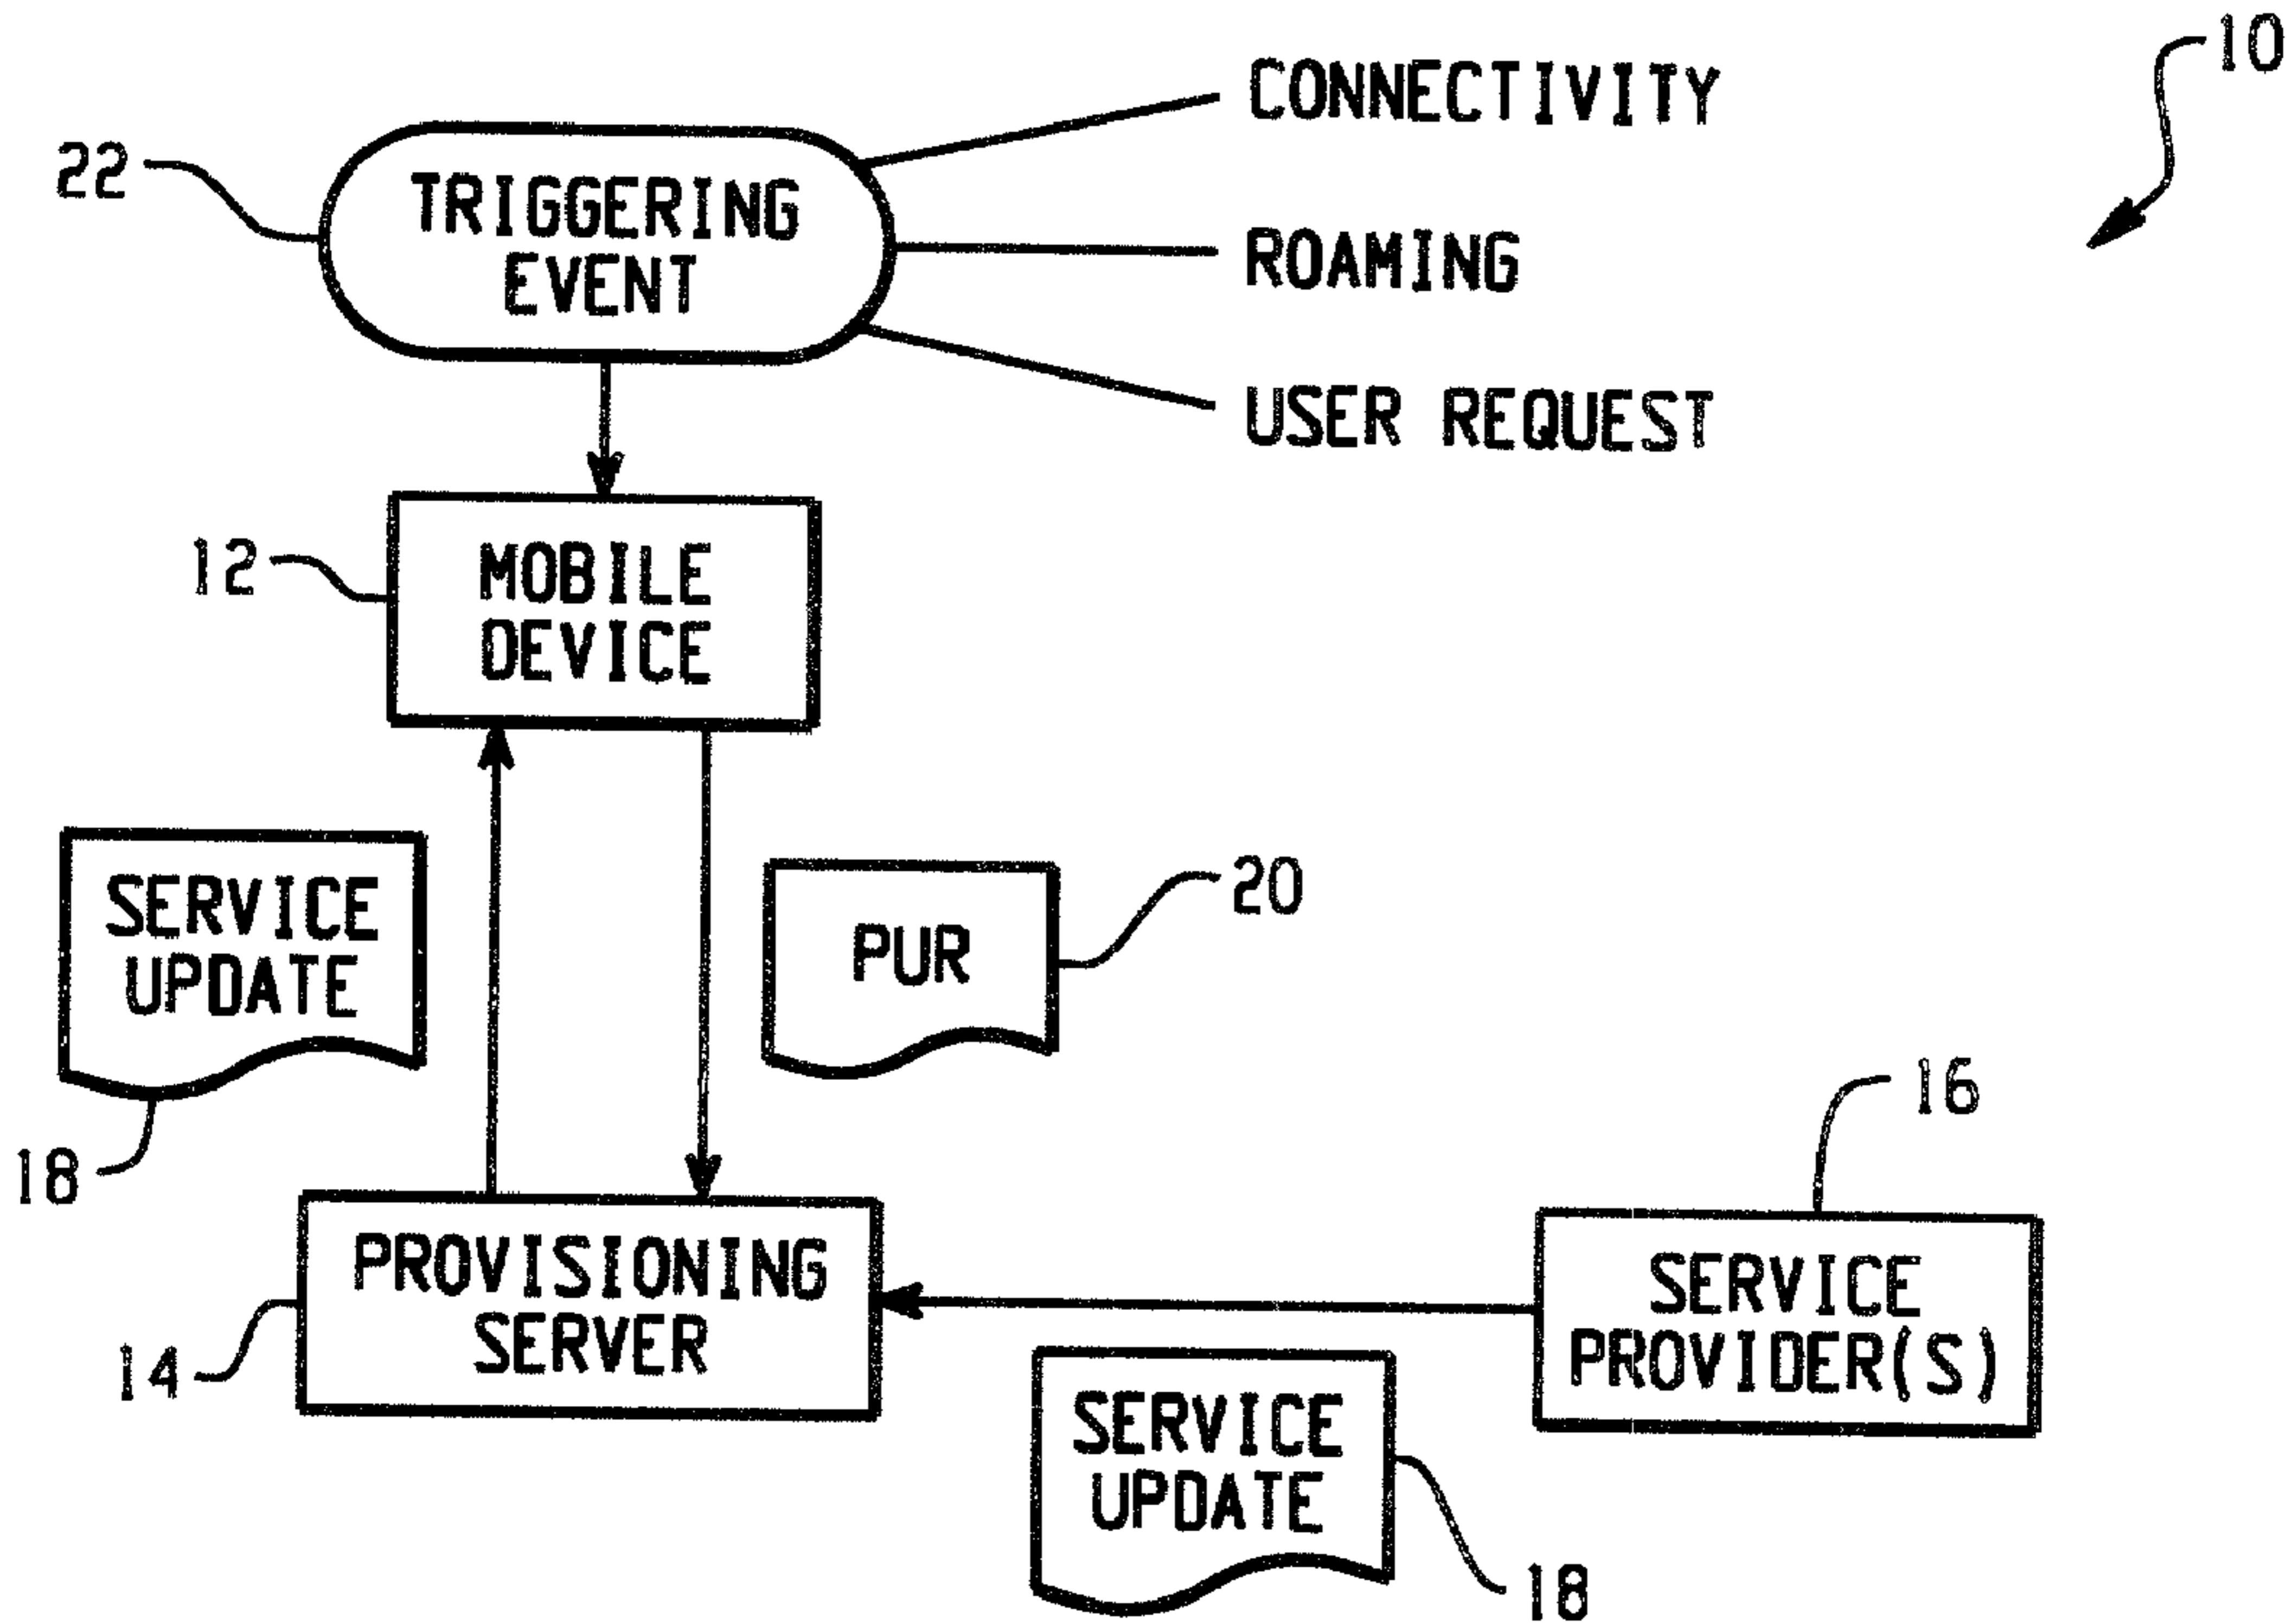 10
CONNECTIVITY
22
TRIGGERING
EVENT
ROAMING
USER REQUEST
12
MOBILE
DEVICE
SERVICE
UPDATE
18
PUR
20
16
PROVISIONING
SERVER
14
SERVICE
PROVIDER(S)
SERVICE
UPDATE
18